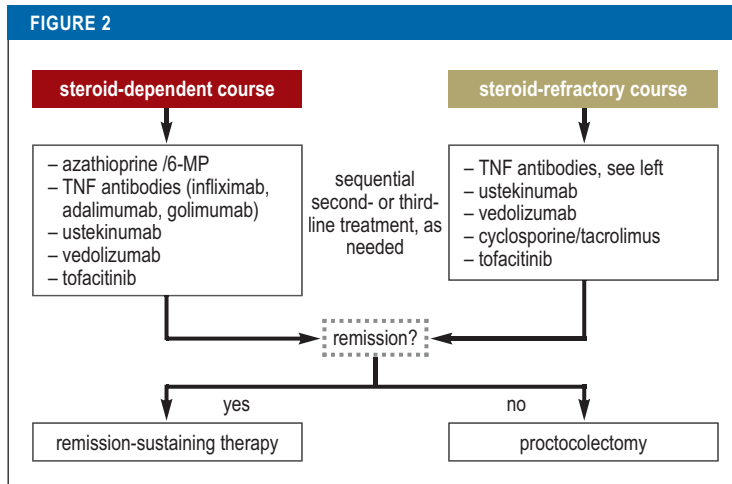 FIGURE 2
steroid-dependent course
– azathioprine /6-MP
– TNF antibodies (infliximab,
adalimumab, golimumab)
– ustekinumab
– vedolizumab
– tofacitinib
sequential
second- or third-
line treatment, as
needed
steroid-refractory course
– TNF antibodies, see left
– ustekinumab
– vedolizumab
– cyclosporine/tacrolimus
– tofacitinib
remission?
yes
no
remission-sustaining therapy
proctocolectomy